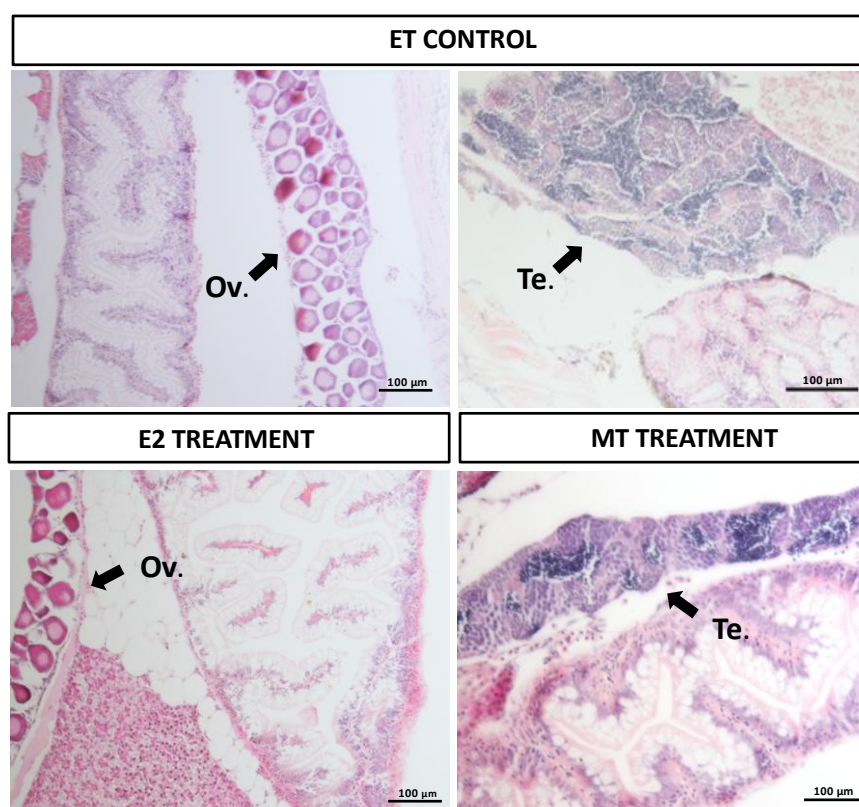 ET CONTROL
Ov.
100 μm
Te.
100 μm
E2 TREATMENT
MT TREATMENT
Ov.
100 μm
Te.
100 μm